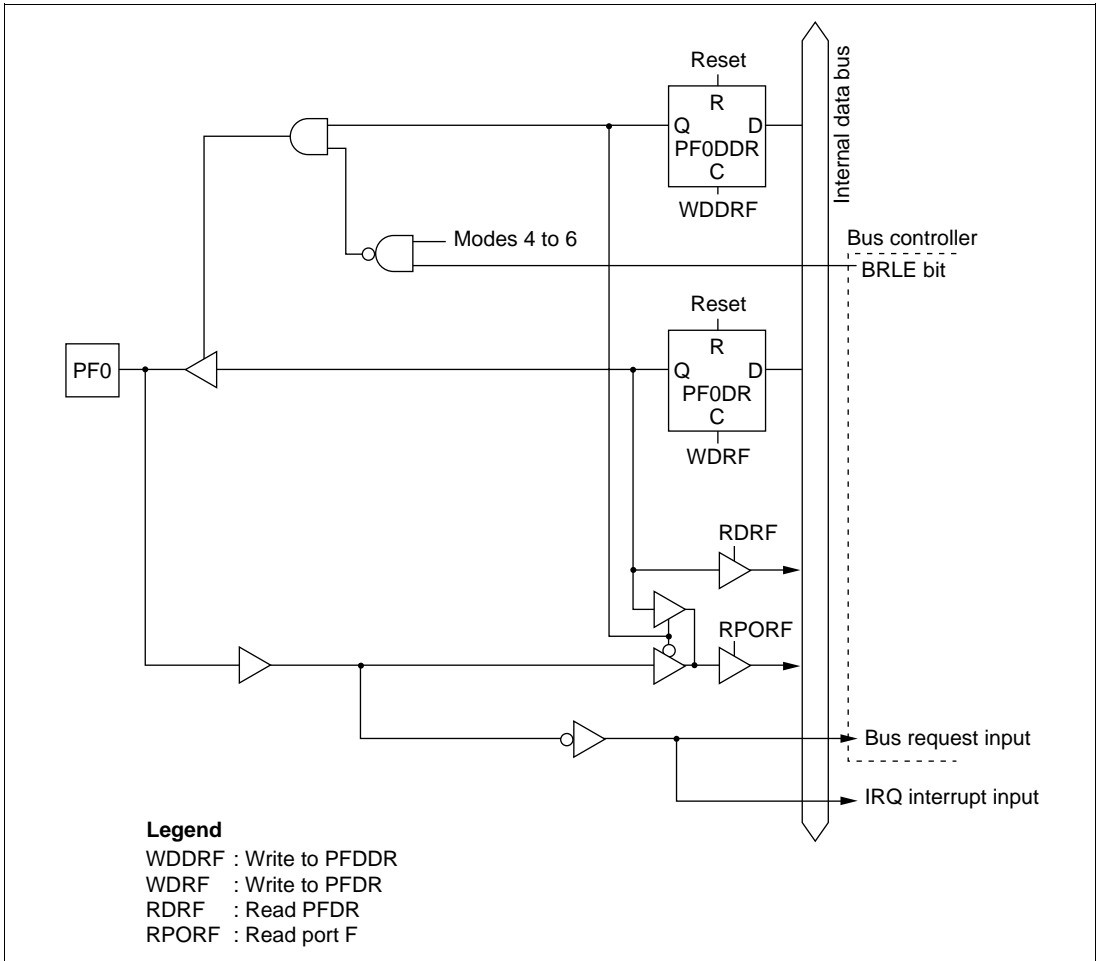 Reset
R
Q D
PF0DDR
C
WDDRF
Internal data bus
Modes 4 to 6
Bus controller
BRLE bit
Reset
R
Q D
PF0DR
C
WDRF
PF0
RDRF
RPORF
Bus request input
IRQ interrupt input
Legend
WDDRF : Write to PFDDR
WDRF : Write to PFDR
RDRF : Read PFDR
RPORF : Read port F